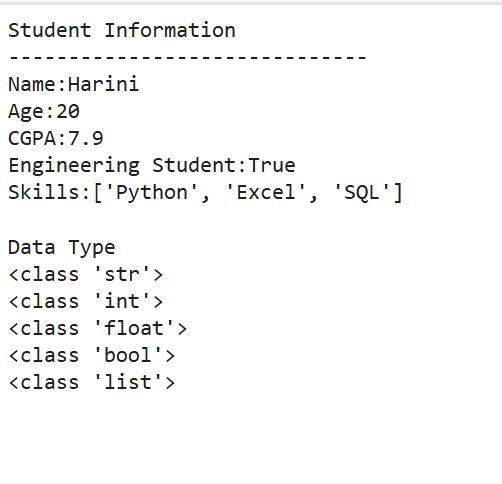 Student Information
------------------------------
Name:Harini
Age:20
CGPA:7.9
Engineering Student:True
Skills:['Python', 'Excel', 'SQL']
Data Type
<class 'str'>
<class 'int'>
<class 'float'>
<class 'bool'>
<class 'list'>